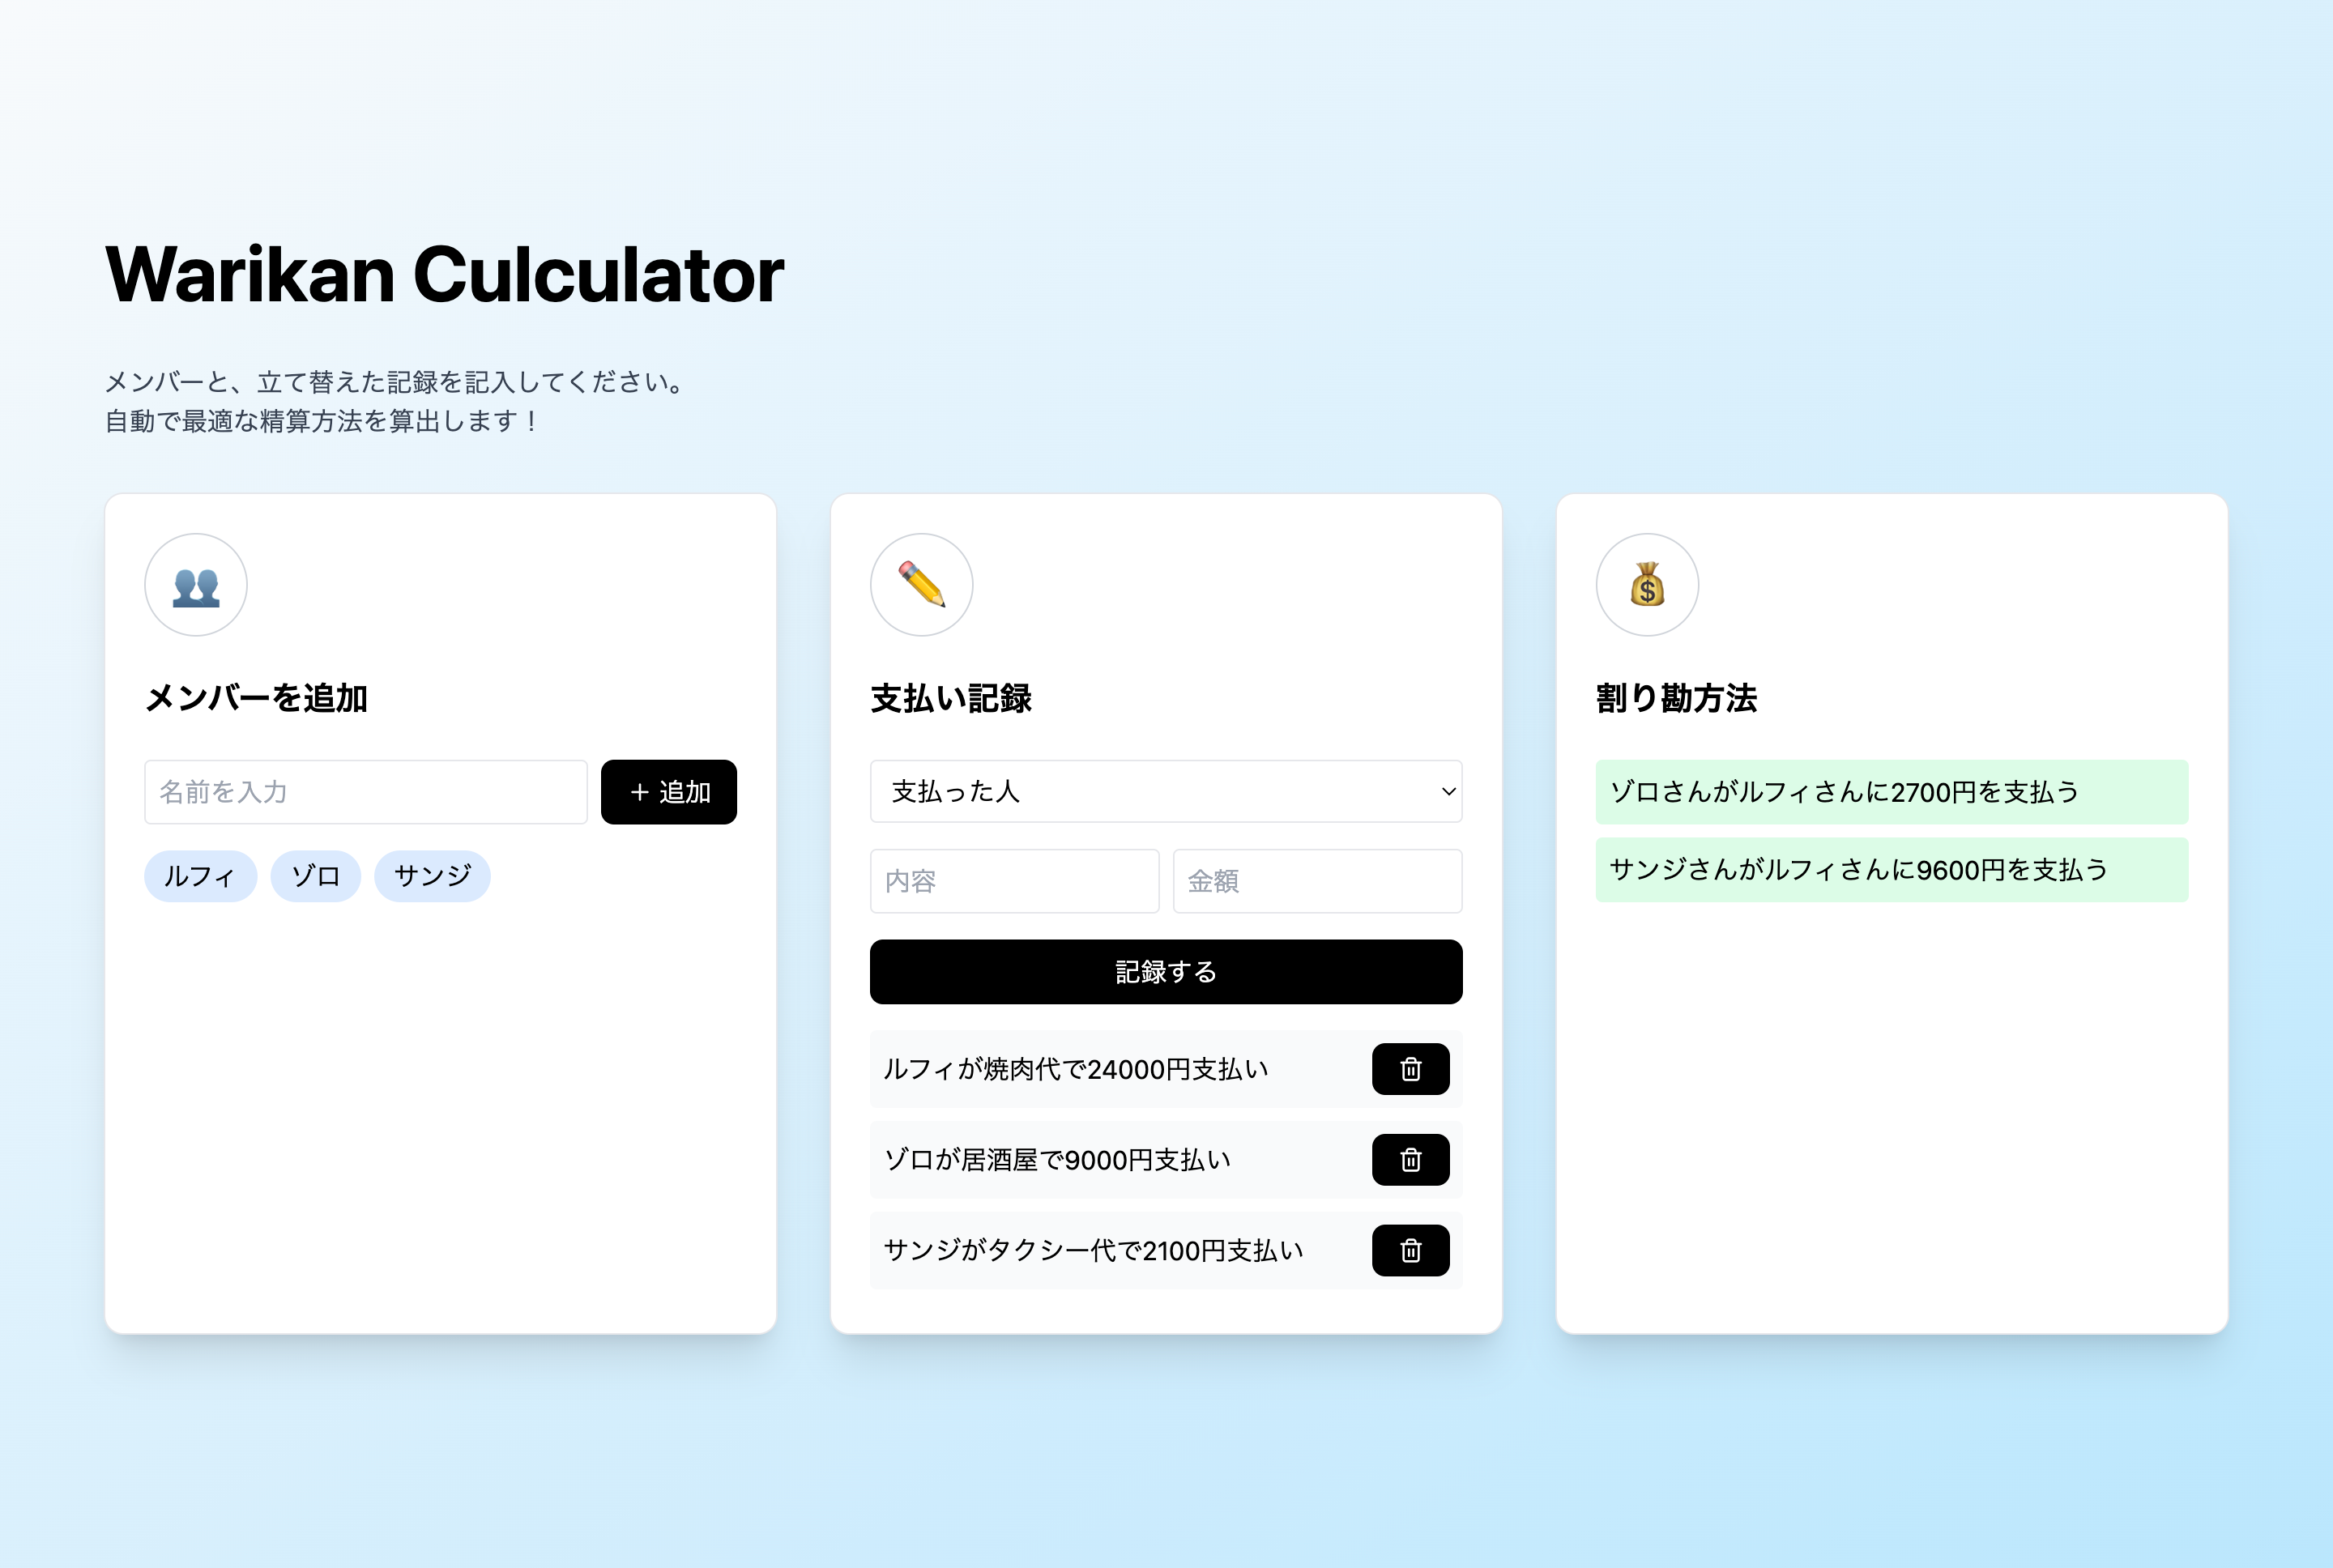 Warikan Culculator
メンバーと、立て替えた記録を記入してください。
自動で最適な精算方法を算出します！
メンバーを追加
名前を入力
＋ 追加
ルフィ
ゾロ
サンジ
支払い記録
支払った人
内容
金額
記録する
ルフィが焼肉代で24000円支払い
ゾロが居酒屋で9000円支払い
サンジがタクシー代で2100円支払い
割り勘方法
ゾロさんがルフィさんに2700円を支払う
サンジさんがルフィさんに9600円を支払う